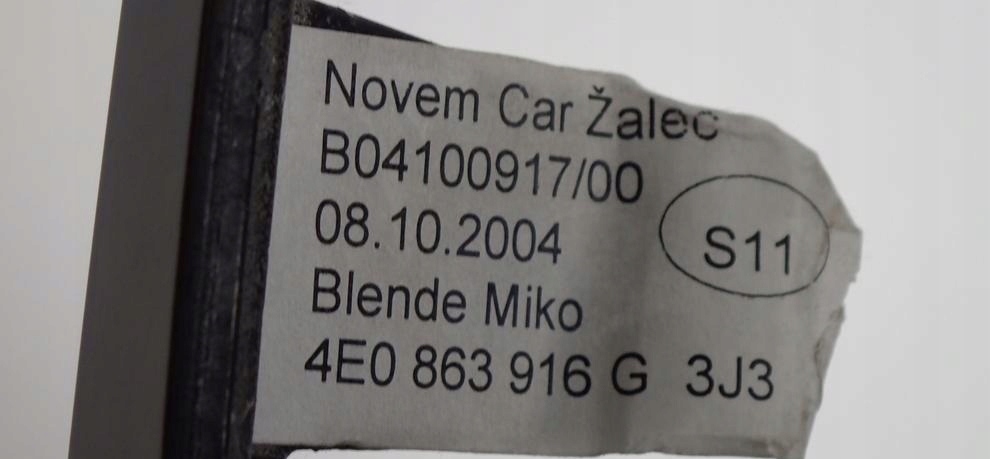 Novem Car Žalec
B04100917/00
08.10.2004
S11
Blende Miko
4E0 863 916 G 3J3